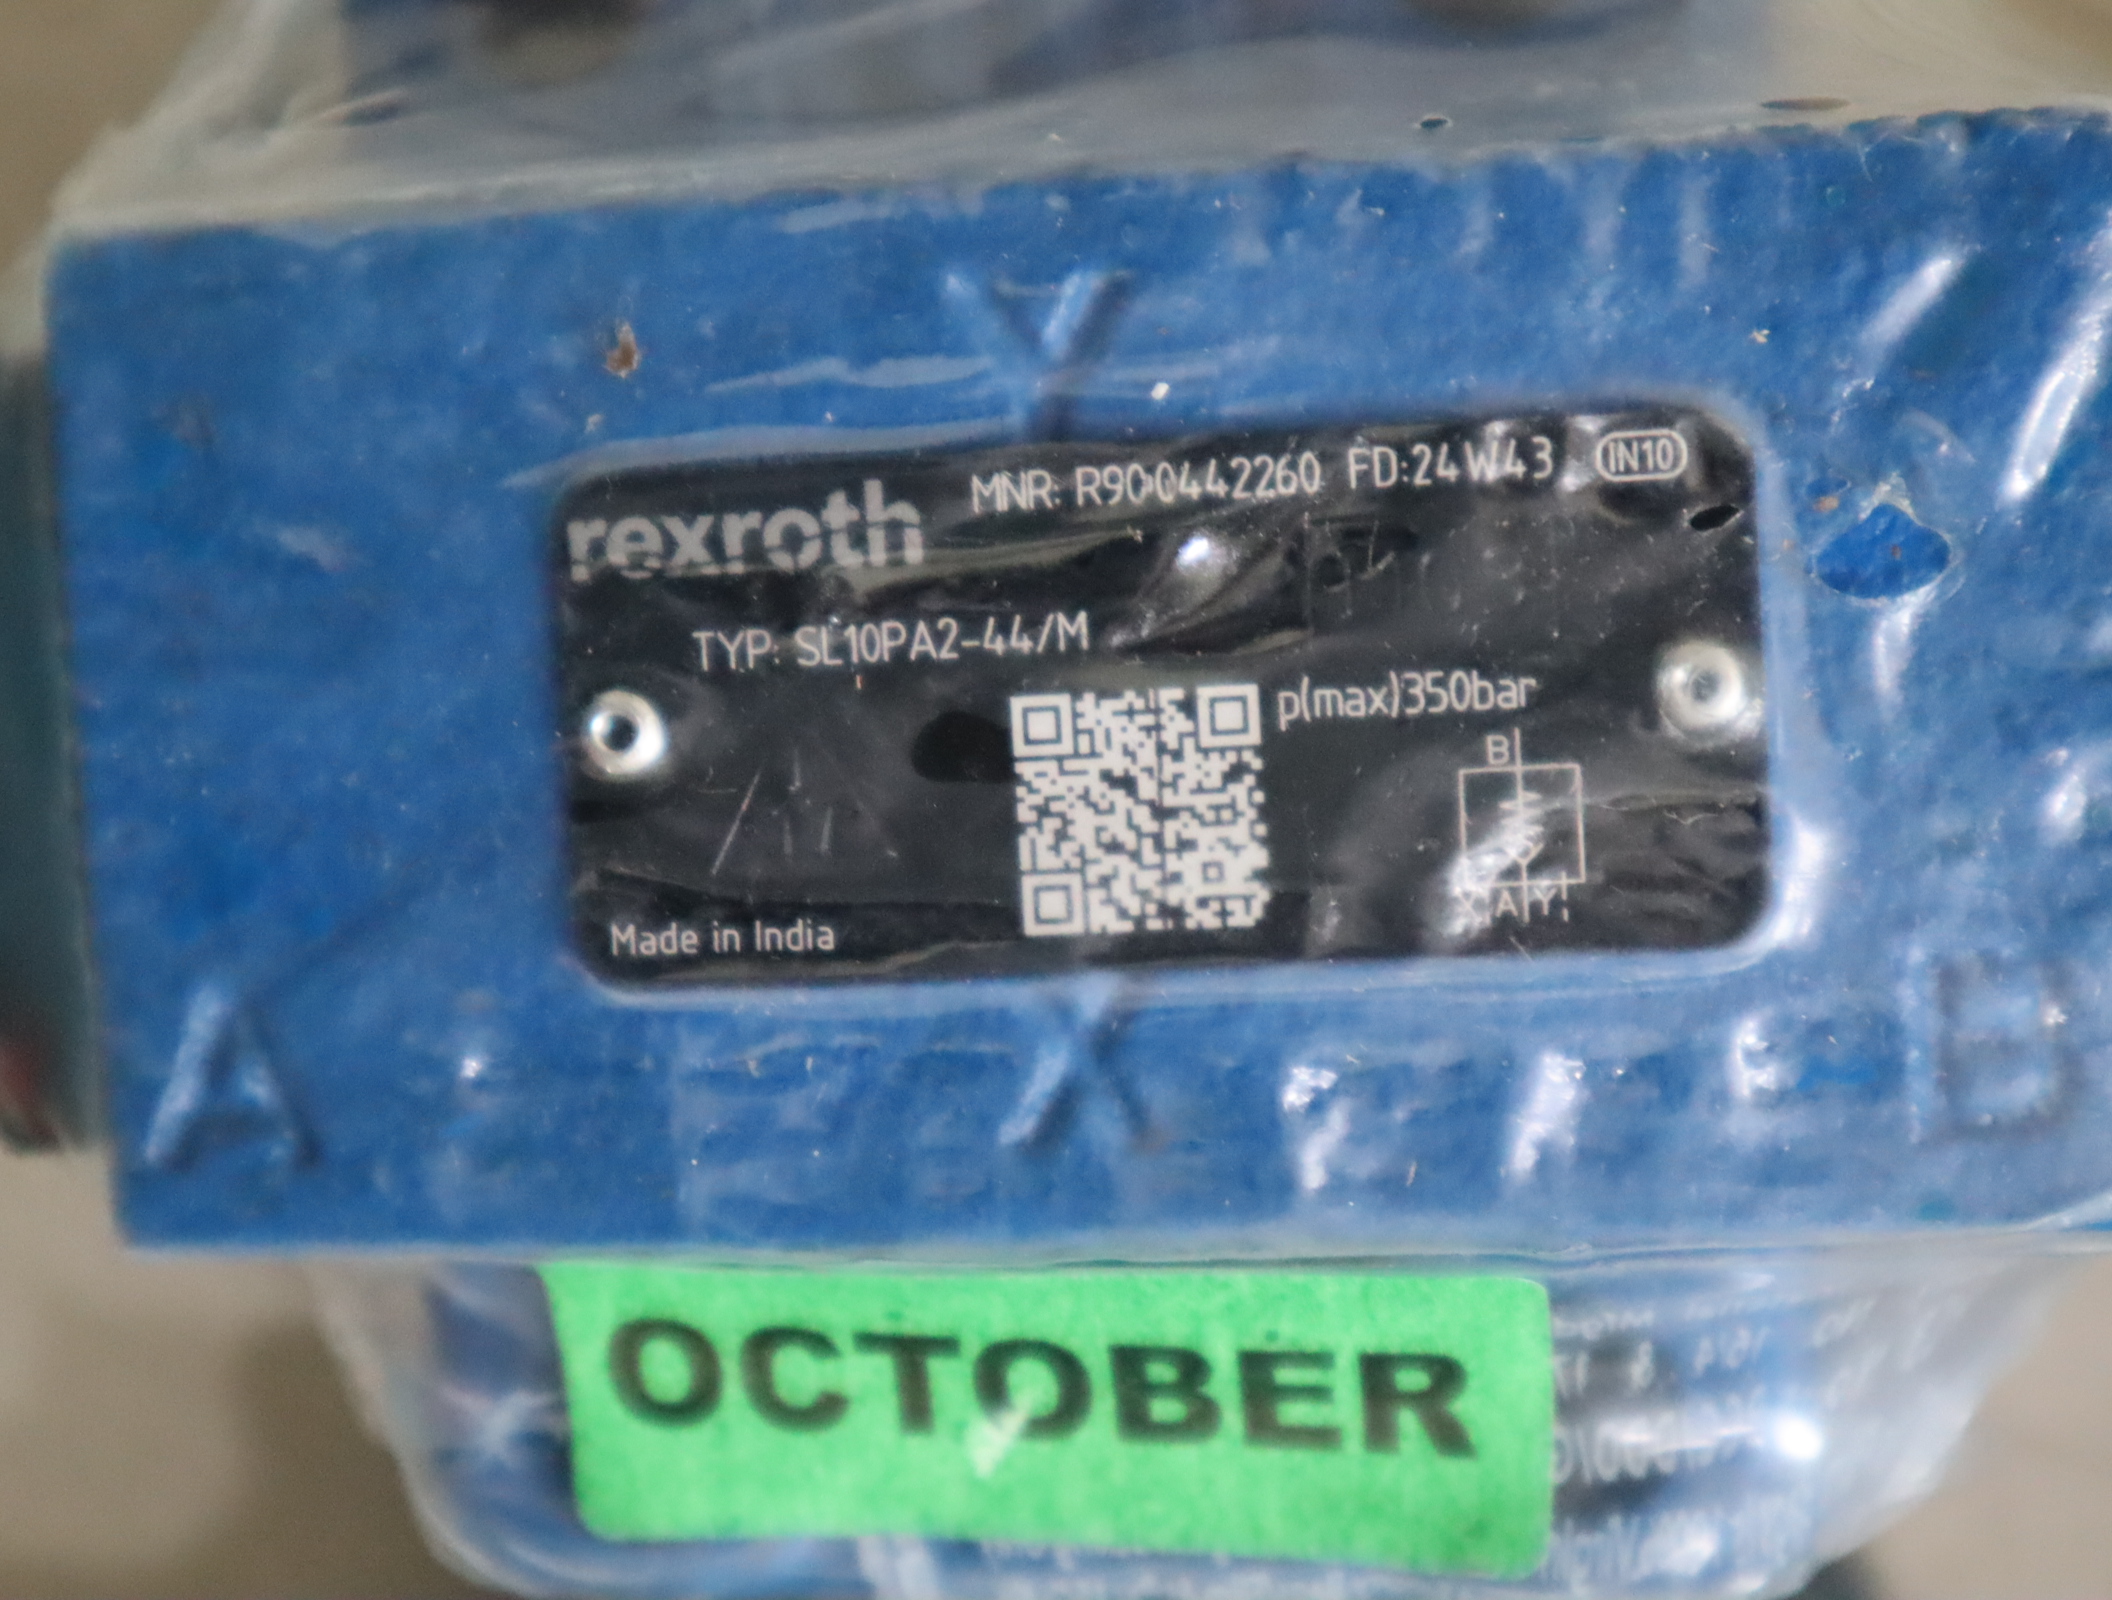 Y
rexroth MNR: R900442260 FD:24W43 IN10
TYP: SL10PA2-44/M
p(max)350bar
B
X A Y
Made in India
A X B
OCTOBER